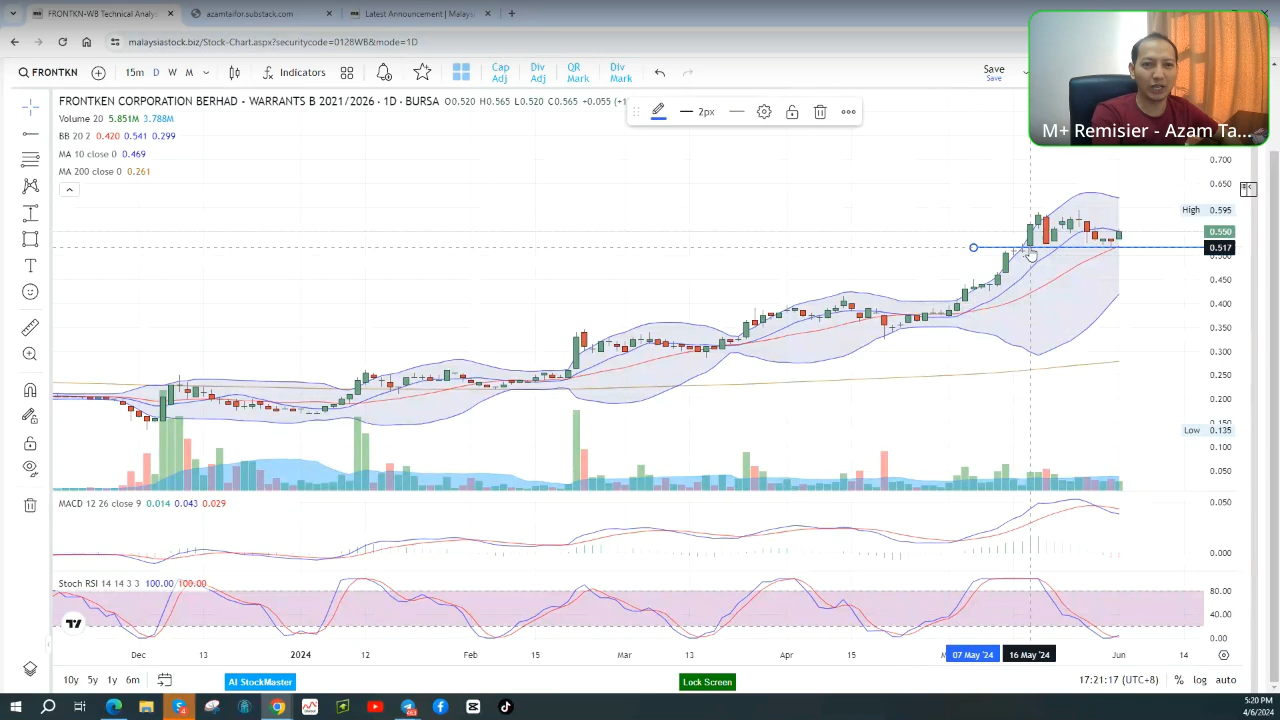 FRONTKN-WB Technical Analy
azamtaifor.substack.com
Latest Announcement | Malays
malaysiastock.biz/Stock-Chart.aspx?securitycode=0128WB&mode=1D
FRONTKN
15m D W M
Indicators
Cap Adj
Div Adj
QR Mark
Div Mark
Save
Save
FRONTKEN CORPORATION BERHAD - WARRANTS B 2021/2026 · 1D · BURSA O0.520 H0.565 L0.520 C0.565 +0.055 (+1
2px
Volume 20 5.851M 3.788M
BB 20 2 0.420 0.541 0.299
MA 10 close 0 0.469
MA 200 close 0 0.261
M+ Remisier - Azam Ta...
0.700
0.650
High 0.595
0.550
0.517
0.500
0.450
0.400
0.350
0.300
0.250
0.200
0.150
Low 0.135
0.100
0.050
MACD 12 26 close 9 0.014 0.043 0.029
0.050
0.000
Stoch RSI 14 14 3 3 100.00 100.00
80.00
40.00
0.00
Dec 13 2024 12 Feb 15 Mar 13 Apr 15 07 May '24 16 May '24 Jun 14
10y 5y 1y 6m
AI StockMaster
Lock Screen
17:21:17 (UTC+8) % log auto
5:20 PM
4/6/2024